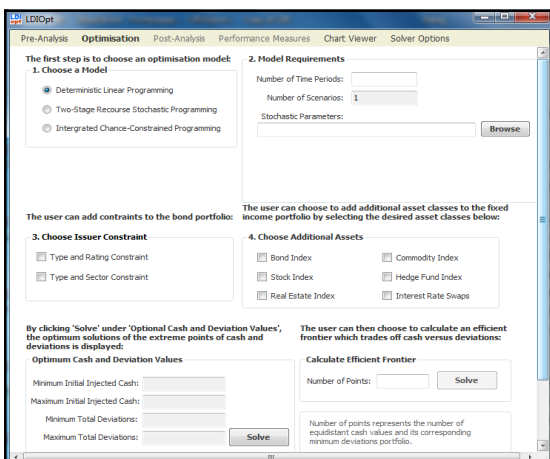 LDI opt LDIOpt
Pre-Analysis Optimisation Post-Analysis Performance Measures Chart Viewer Solver Options
The first step is to choose an optimisation model:
1. Choose a Model
Deterministic Linear Programming
Two-Stage Recourse Stochastic Programming
Intergrated Chance-Constrained Programming
2. Model Requirements
Number of Time Periods:
Number of Scenarios: 1
Stochastic Parameters:
Browse
The user can add contraints to the bond portfolio:
3. Choose Issuer Constraint
Type and Rating Constraint
Type and Sector Constraint
The user can choose to add additional asset classes to the fixed
income portfolio by selecting the desired asset classes below:
4. Choose Additional Assets
Bond Index
Commodity Index
Stock Index
Hedge Fund Index
Real Estate Index
Interest Rate Swaps
By clicking 'Solve' under 'Optional Cash and Deviation Values',
the optimum solutions of the extreme points of cash and
deviations is displayed:
Optimum Cash and Deviation Values
Minimum Initial Injected Cash:
Maximum Initial Injected Cash:
Minimum Total Deviations:
Maximum Total Deviations:
Solve
The user can then choose to calculate an efficient
frontier which trades off cash versus deviations:
Calculate Efficient Frontier
Number of Points:
Solve
Number of points represents the number of
equidistant cash values and its corresponding
minimum deviations portfolio.